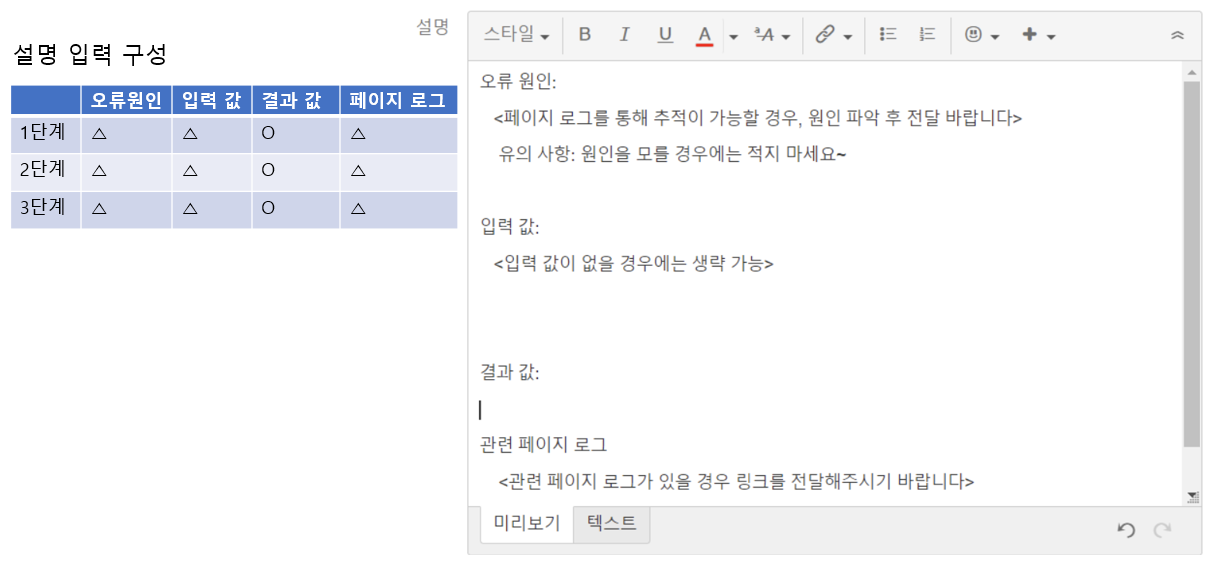 설명
설명 입력 구성
오류원인 입력 값 결과 값 페이지 로그
1단계 △ △ O △
2단계 △ △ O △
3단계 △ △ O △
스타일 B I U A ªA
오류 원인:
<페이지 로그를 통해 추적이 가능할 경우, 원인 파악 후 전달 바랍니다>
유의 사항: 원인을 모를 경우에는 적지 마세요~
입력 값:
<입력 값이 없을 경우에는 생략 가능>
결과 값:
관련 페이지 로그
<관련 페이지 로그가 있을 경우 링크를 전달해주시기 바랍니다>
미리보기 텍스트